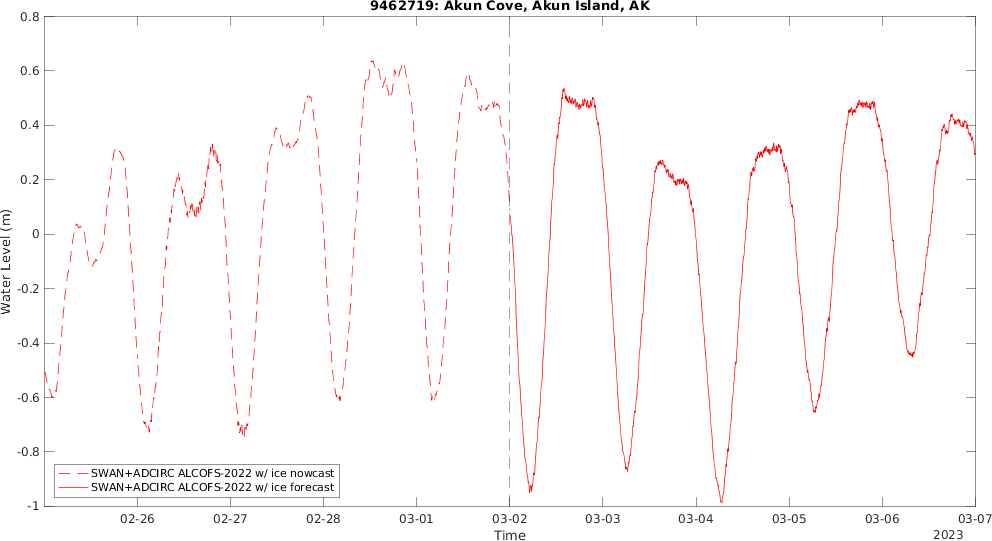 9462719: Akun Cove, Akun Island, AK
Water Level (m)
0.8
0.6
0.4
0.2
0
-0.2
-0.4
-0.6
-0.8
-1
SWAN+ADCIRC ALCOFS-2022 w/ ice nowcast
SWAN+ADCIRC ALCOFS-2022 w/ ice forecast
02-26 02-27 02-28 03-01 03-02 03-03 03-04 03-05 03-06 03-07
Time
2023